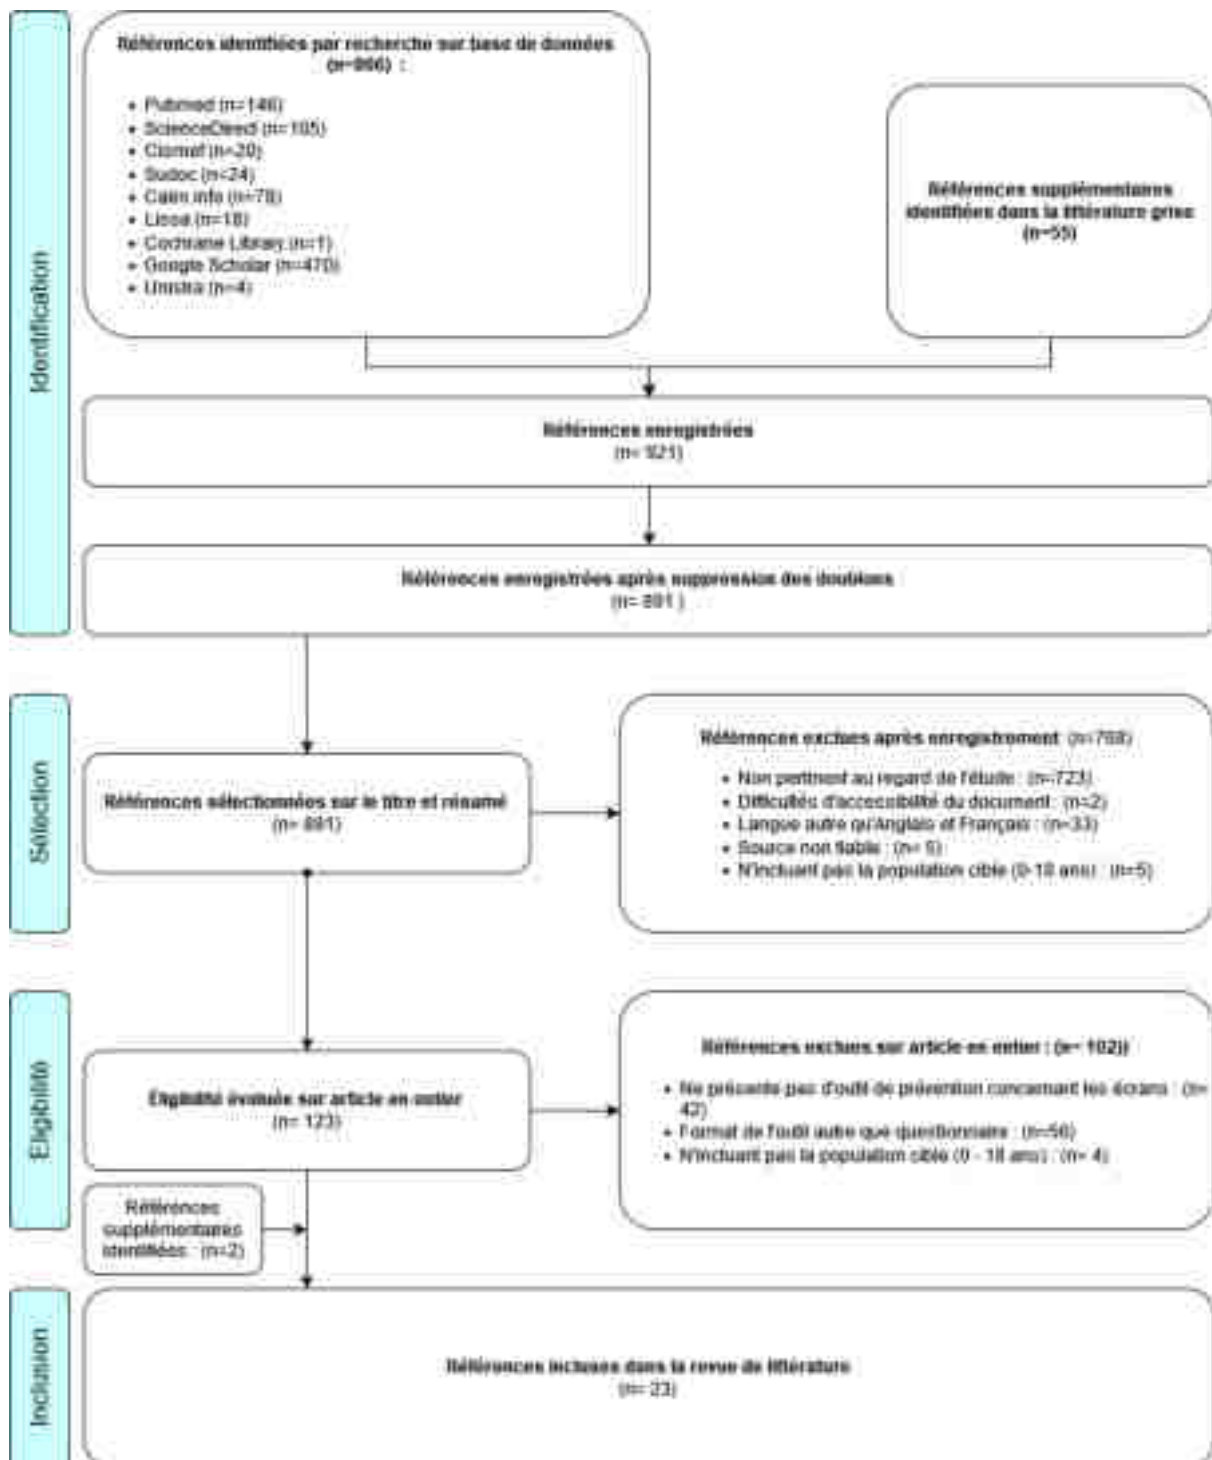 Identification
Références identifiées par recherche sur base de données
(n=866) :
• Pubmed (n=146)
• ScienceDirect (n=105)
• Cismef (n=20)
• Sudoc (n=24)
• Cairn.info (n=78)
• Lissa (n=18)
• Cochrane Library (n=1)
• Google Scholar (n=470)
• Unistra (n=4)
Références supplémentaires
identifiées dans la littérature grise
(n=55)
Références enregistrées
(n= 921)
Références enregistrées après suppression des doublons
(n= 891 )
Sélection
Références sélectionnées sur le titre et résumé
(n= 891)
Références exclues après enregistrement (n=768)
• Non pertinent au regard de l'étude : (n=723)
• Difficultés d'accessibilité du document : (n=2)
• Langue autre qu'Anglais et Français : (n=33)
• Source non fiable : (n= 5)
• N'incluant pas la population cible (0-18 ans) : (n=5)
Eligibilité
Éligibilité évaluée sur article en entier
(n= 123)
Références exclues sur article en entier : (n= 102))
• Ne présente pas d'outil de prévention concernant les écrans : (n=
42)
• Format de l'outil autre que questionnaire : (n=56)
• N'incluant pas la population cible (0 - 18 ans) : (n= 4)
Références
supplémentaires
identifiées : (n=2)
Inclusion
Références incluses dans la revue de littérature
(n= 23)